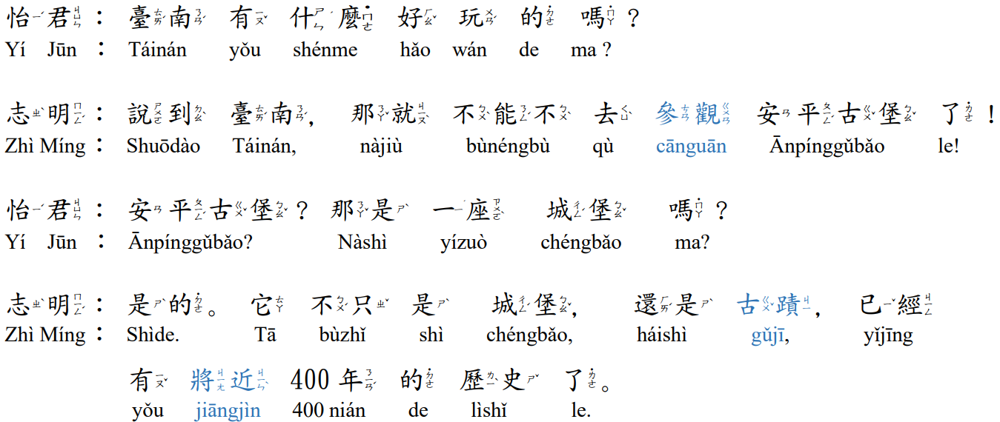 怡君：臺南有什麼好玩的嗎？
Yí Jūn：Táinán yǒu shénme hǎo wán de ma ?
志明：說到臺南，那就不能不去參觀安平古堡了！
Zhì Míng：Shuōdào Táinán, nàjiù bùnéngbù qù cānguān Ānpínggǔbǎo le!
怡君：安平古堡？那是一座城堡嗎？
Yí Jūn：Ānpínggǔbǎo? Nàshì yízuò chéngbǎo ma?
志明：是的。它不只是城堡，還是古蹟，已經
Zhì Míng：Shìde. Tā bùzhǐ shì chéngbǎo, háishì gǔjī, yǐjīng
有將近400年的歷史了。
yǒu jiāngjìn 400 nián de lìshǐ le.